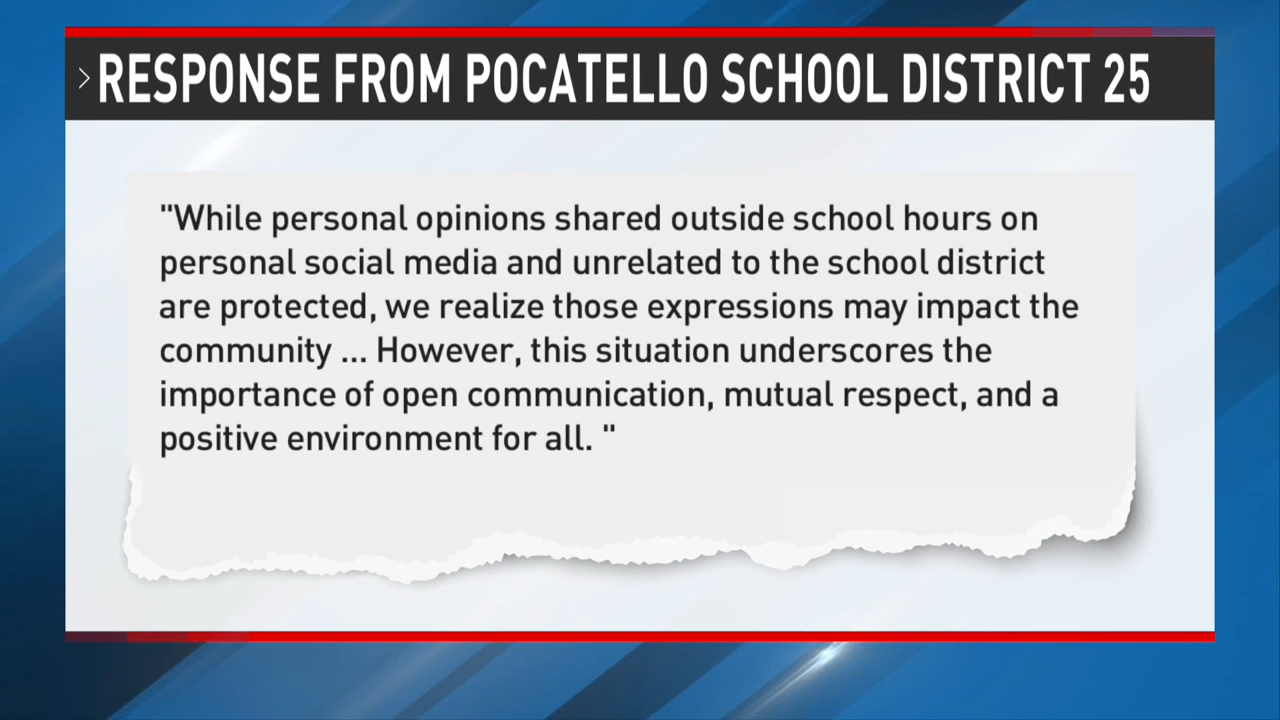 > RESPONSE FROM POCATELLO SCHOOL DISTRICT 25
"While personal opinions shared outside school hours on
personal social media and unrelated to the school district
are protected, we realize those expressions may impact the
community ... However, this situation underscores the
importance of open communication, mutual respect, and a
positive environment for all. "